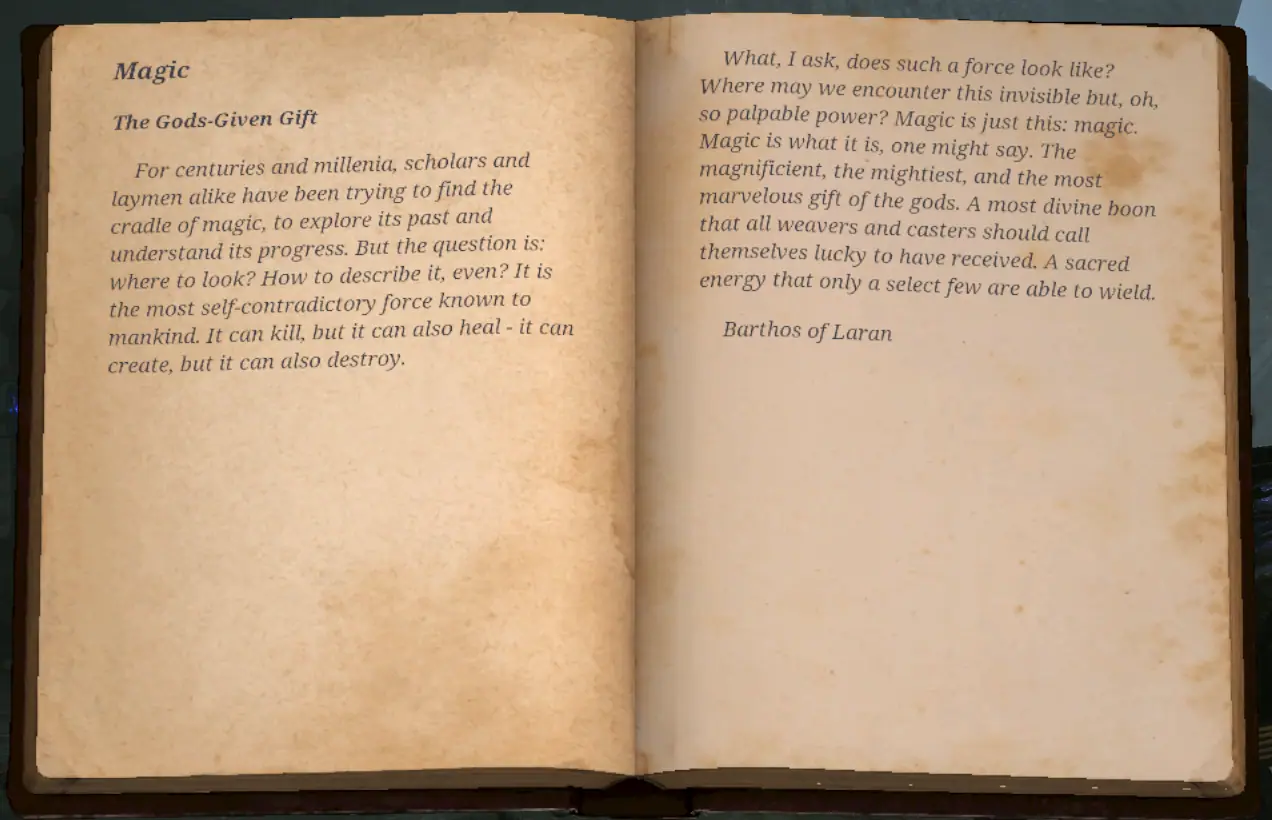 Magic
The Gods-Given Gift
For centuries and millenia, scholars and
laymen alike have been trying to find the
cradle of magic, to explore its past and
understand its progress. But the question is:
where to look? How to describe it, even? It is
the most self-contradictory force known to
mankind. It can kill, but it can also heal - it can
create, but it can also destroy.
What, I ask, does such a force look like?
Where may we encounter this invisible but, oh,
so palpable power? Magic is just this: magic.
Magic is what it is, one might say. The
magnificient, the mightiest, and the most
marvelous gift of the gods. A most divine boon
that all weavers and casters should call
themselves lucky to have received. A sacred
energy that only a select few are able to wield.
Barthos of Laran